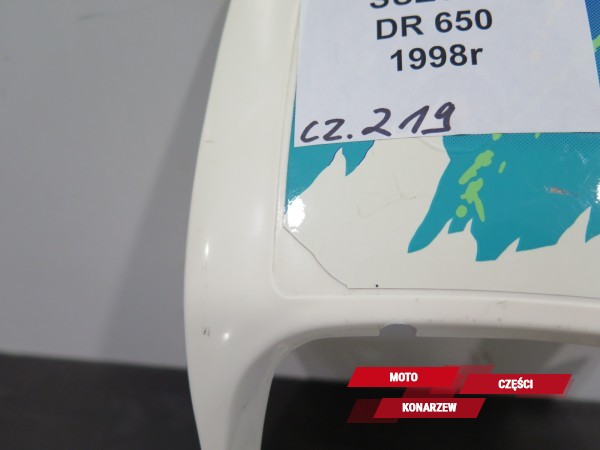 DR 650
1998r
cz. 219
MOTO
CZĘŚCI
KONARZEW